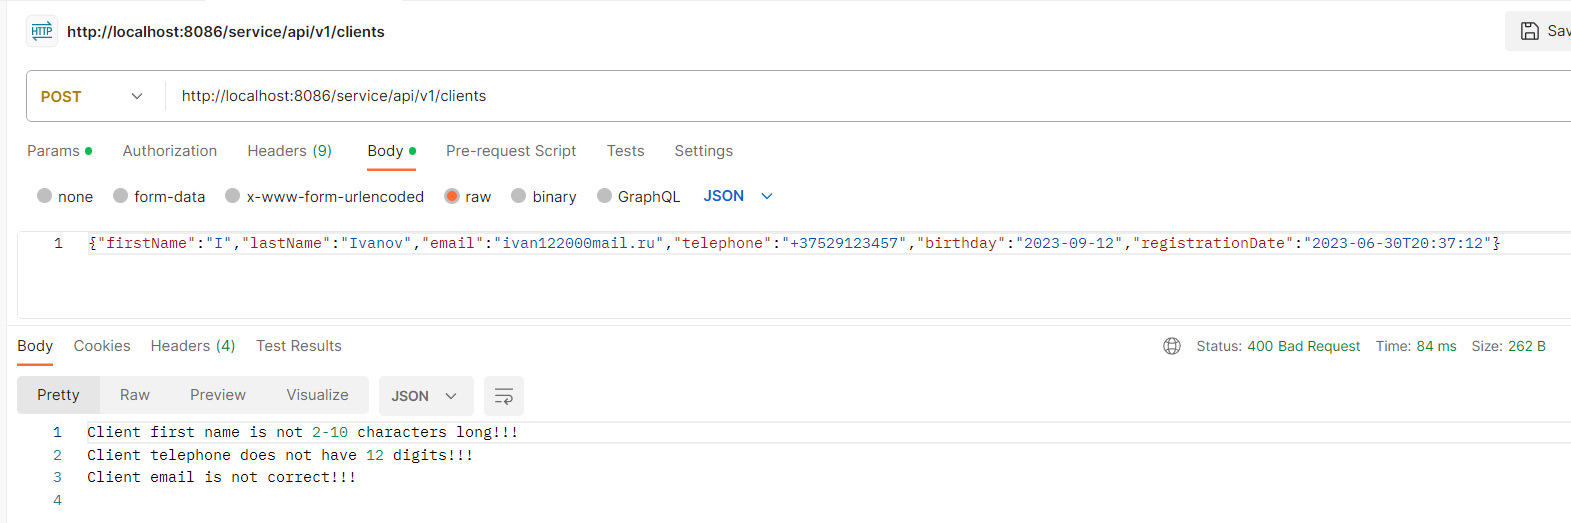 HTTP http://localhost:8086/service/api/v1/clients
Sav
POST http://localhost:8086/service/api/v1/clients
Params Authorization Headers (9) Body Pre-request Script Tests Settings
none form-data x-www-form-urlencoded raw binary GraphQL JSON
1 {"firstName":"I","lastName":"Ivanov","email":"ivan122000mail.ru","telephone":"+37529123457","birthday":"2023-09-12","registrationDate":"2023-06-30T20:37:12"}
Body Cookies Headers (4) Test Results Status: 400 Bad Request Time: 84 ms Size: 262 B
Pretty Raw Preview Visualize JSON
1 Client first name is not 2-10 characters long!!!
2 Client telephone does not have 12 digits!!!
3 Client email is not correct!!!
4